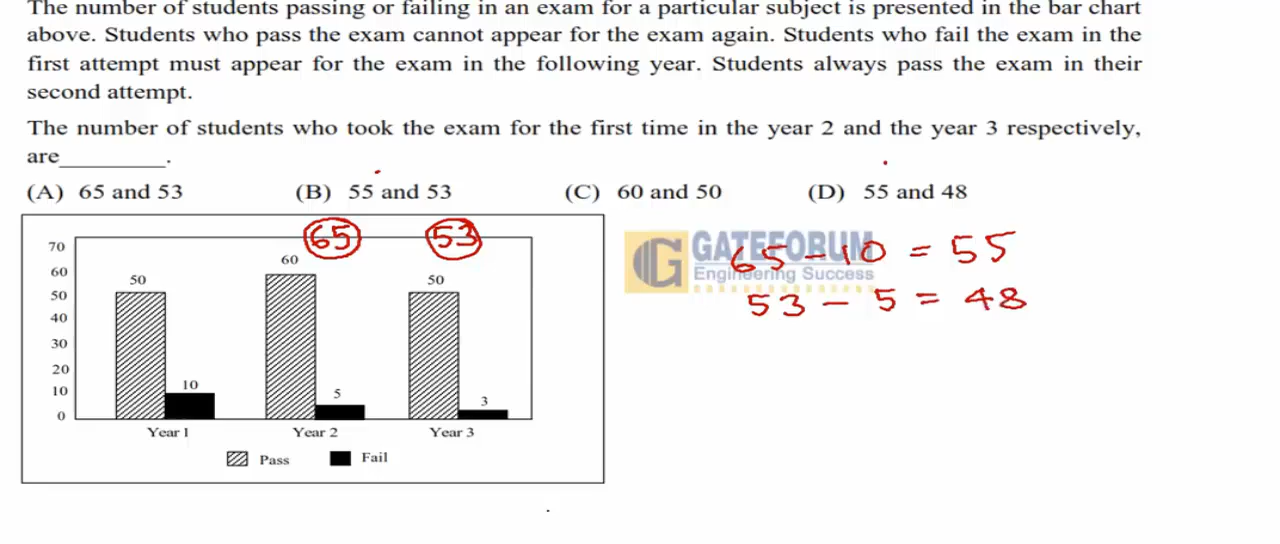 The number of students passing or failing in an exam for a particular subject is presented in the bar chart
above. Students who pass the exam cannot appear for the exam again. Students who fail the exam in the
first attempt must appear for the exam in the following year. Students always pass the exam in their
second attempt.
The number of students who took the exam for the first time in the year 2 and the year 3 respectively,
are__________.
(A) 65 and 53 (B) 55 and 53 (C) 60 and 50 (D) 55 and 48
65 53
70
60
50
40
30
20
10
0
50 60 50
10 5 3
Year 1 Year 2 Year 3
Pass Fail
GATEFORUM
Engineering Success
65 - 10 = 55
53 - 5 = 48